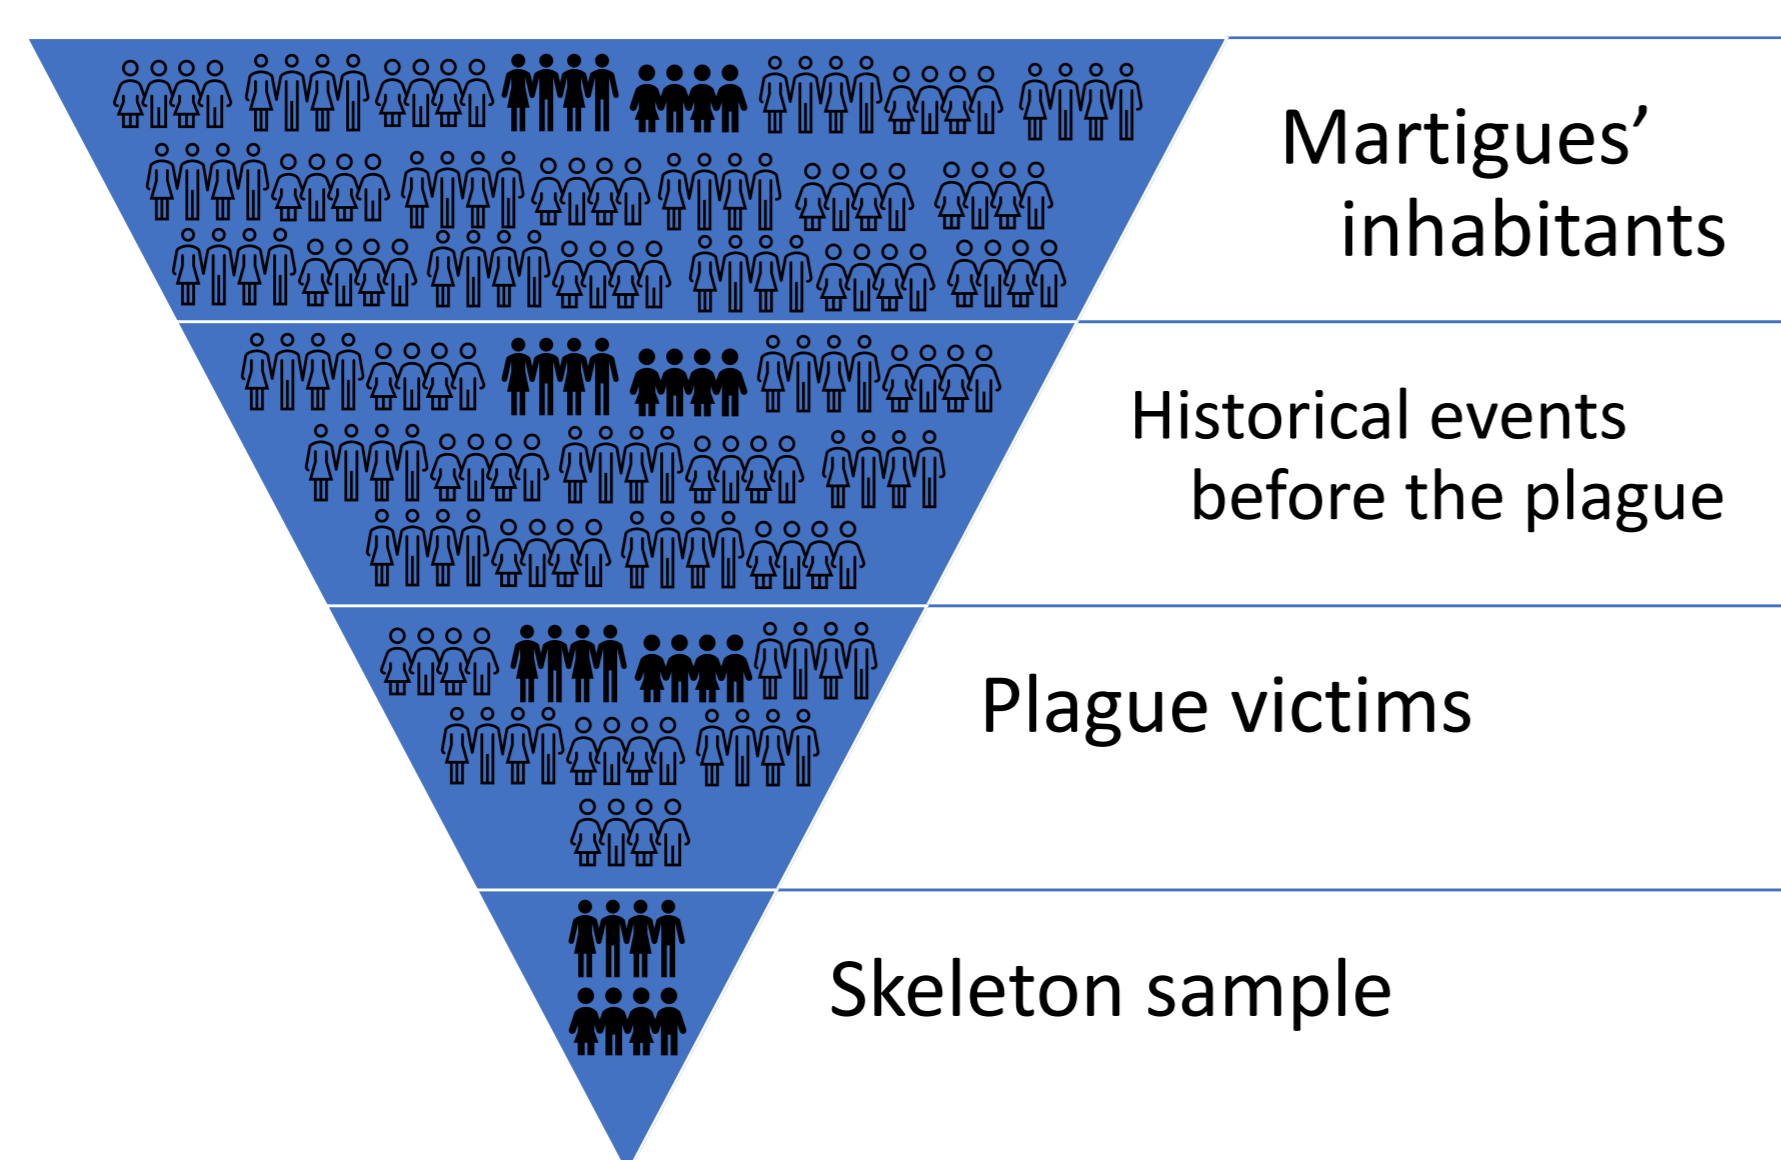 Martigues’
inhabitants
Historical events
before the plague
Plague victims
Skeleton sample